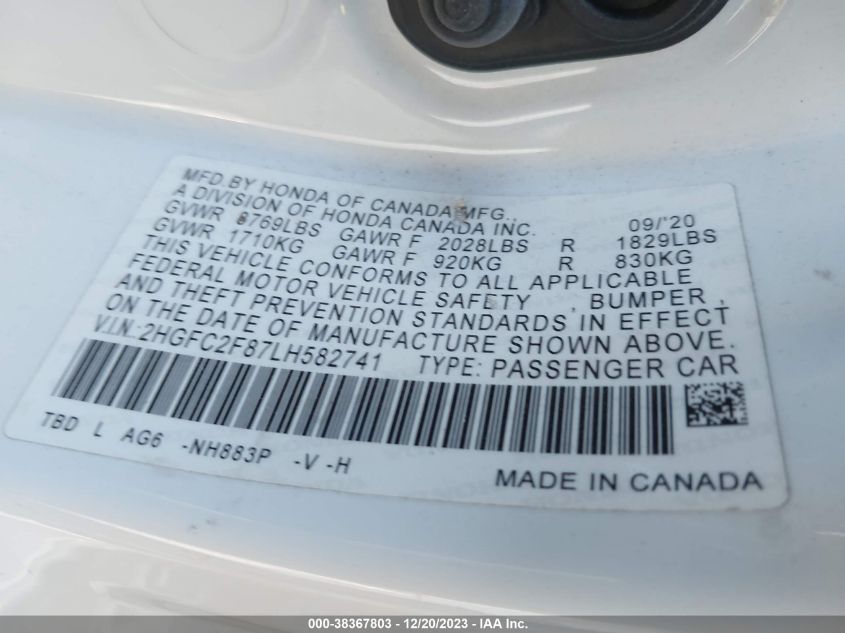 MFD.BY HONDA OF CANADA MFG.,
A DIVISION OF HONDA CANADA INC. 09/'20
GVWR 3769LBS GAWR F 2028LBS R 1829LBS
GVWR 1710KG GAWR F 920KG R 830KG
THIS VEHICLE CONFORMS TO ALL APPLICABLE
FEDERAL MOTOR VEHICLE SAFETY, BUMPER,
AND THEFT PREVENTION STANDARDS IN EFFECT
ON THE DATE OF MANUFACTURE SHOWN ABOVE.
V.I.N.:2HGFC2F87LH582741 TYPE: PASSENGER CAR
TBD L AG6 -NH883P -V -H
MADE IN CANADA
000-38367803 / 12/20/2023 - IAA Inc.